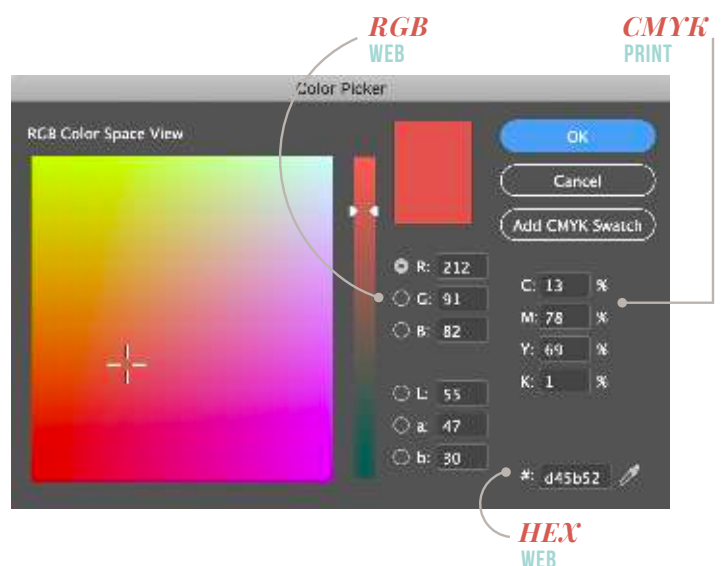 RGB
WEB
CMYK
PRINT
Color Picker
RGB Color Space View
OK
Cancel
Add CMYK Swatch
R: 212
G: 91
B: 82
L: 55
a: 47
b: 30
C: 13 %
M: 78 %
Y: 69 %
K: 1 %
#: d45b52
HEX
WEB